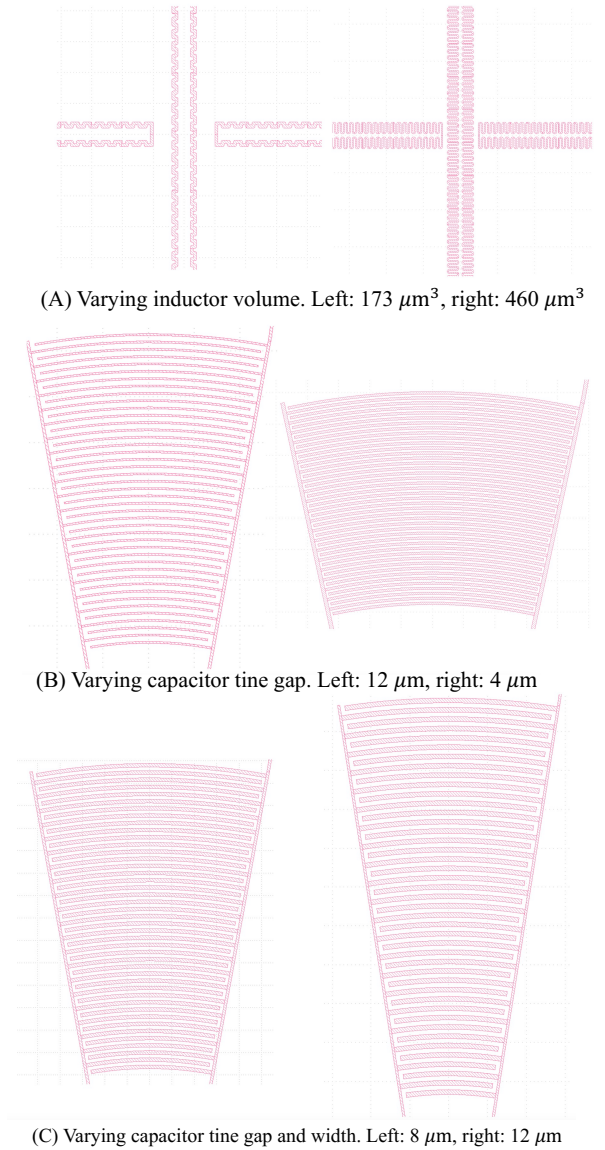 (A) Varying inductor volume. Left: 173 μm³, right: 460 μm³
(B) Varying capacitor tine gap. Left: 12 μm, right: 4 μm
(C) Varying capacitor tine gap and width. Left: 8 μm, right: 12 μm